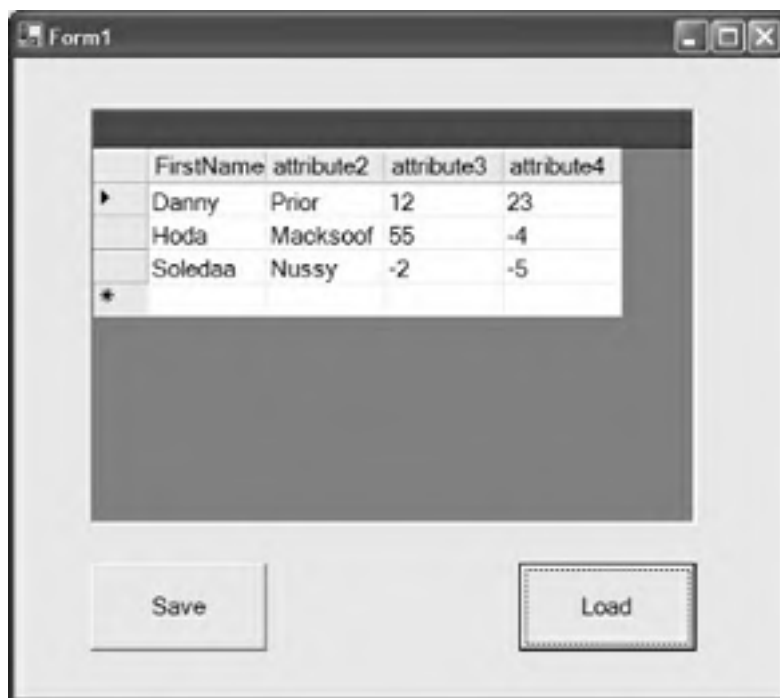 Form1
FirstName attribute2 attribute3 attribute4
Danny Prior 12 23
Hoda Macksoof 55 -4
Soledaa Nussy -2 -5
*
Save Load